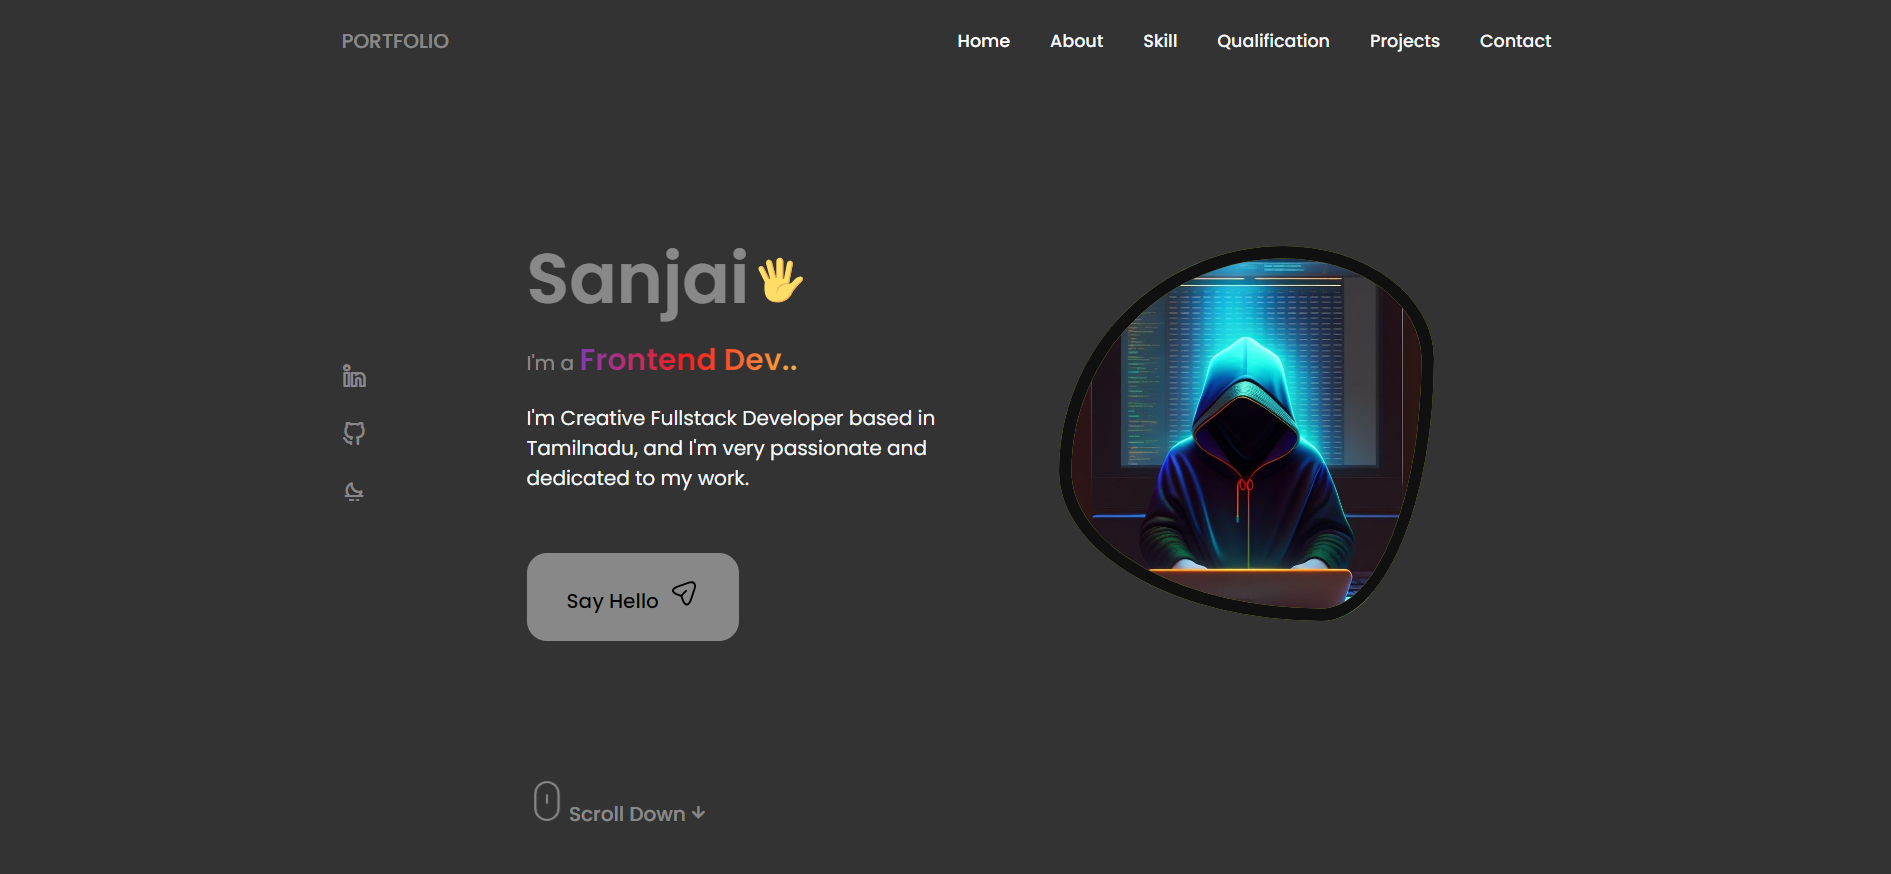 PORTFOLIO
Home About Skill Qualification Projects Contact
Sanjai
I'm a Frontend Dev..
I'm Creative Fullstack Developer based in
Tamilnadu, and I'm very passionate and
dedicated to my work.
Say Hello
Scroll Down